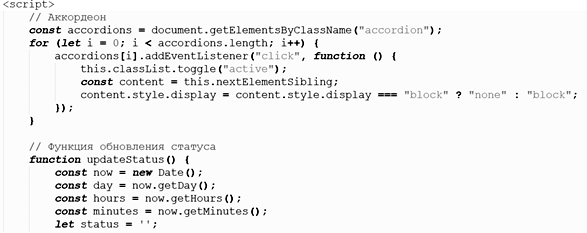 <script>
// Аккордеон
const accordions = document.getElementsByClassName("accordion");
for (let i = 0; i < accordions.length; i++) {
accordions[i].addEventListener("click", function () {
this.classList.toggle("active");
const content = this.nextElementSibling;
content.style.display = content.style.display === "block" ? "none" : "block";
});
}
// Функция обновления статуса
function updateStatus() {
const now = new Date();
const day = now.getDay();
const hours = now.getHours();
const minutes = now.getMinutes();
let status = '';